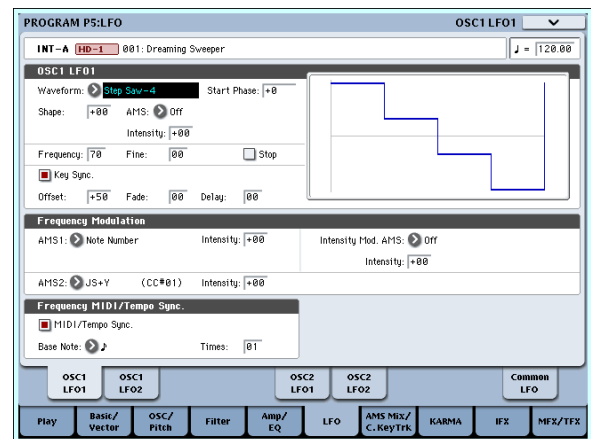 PROGRAM P5:LFO OSC1 LFO1
INT-A HD-1 001: Dreaming Sweeper ♩ = 120.00
OSC1 LFO1
Waveform: Step Saw-4 Start Phase: +0
Shape: +00 AMS: Off
Intensity: +00
Frequency: 70 Fine: 00 Stop
Key Sync.
Offset: +50 Fade: 00 Delay: 00
Frequency Modulation
AMS1: Note Number Intensity: +00 Intensity Mod. AMS: Off
Intensity: +00
AMS2: JS+Y (CC#01) Intensity: +00
Frequency MIDI/Tempo Sync.
MIDI/Tempo Sync.
Base Note: ♪ Times: 01
OSC1 LFO1 OSC1 LFO2 OSC2 LFO1 OSC2 LFO2 Common LFO
Play Basic/Vector OSC/Pitch Filter Amp/EQ LFO AMS Mix/C.KeyTrk KARMA IFX MFX/TFX